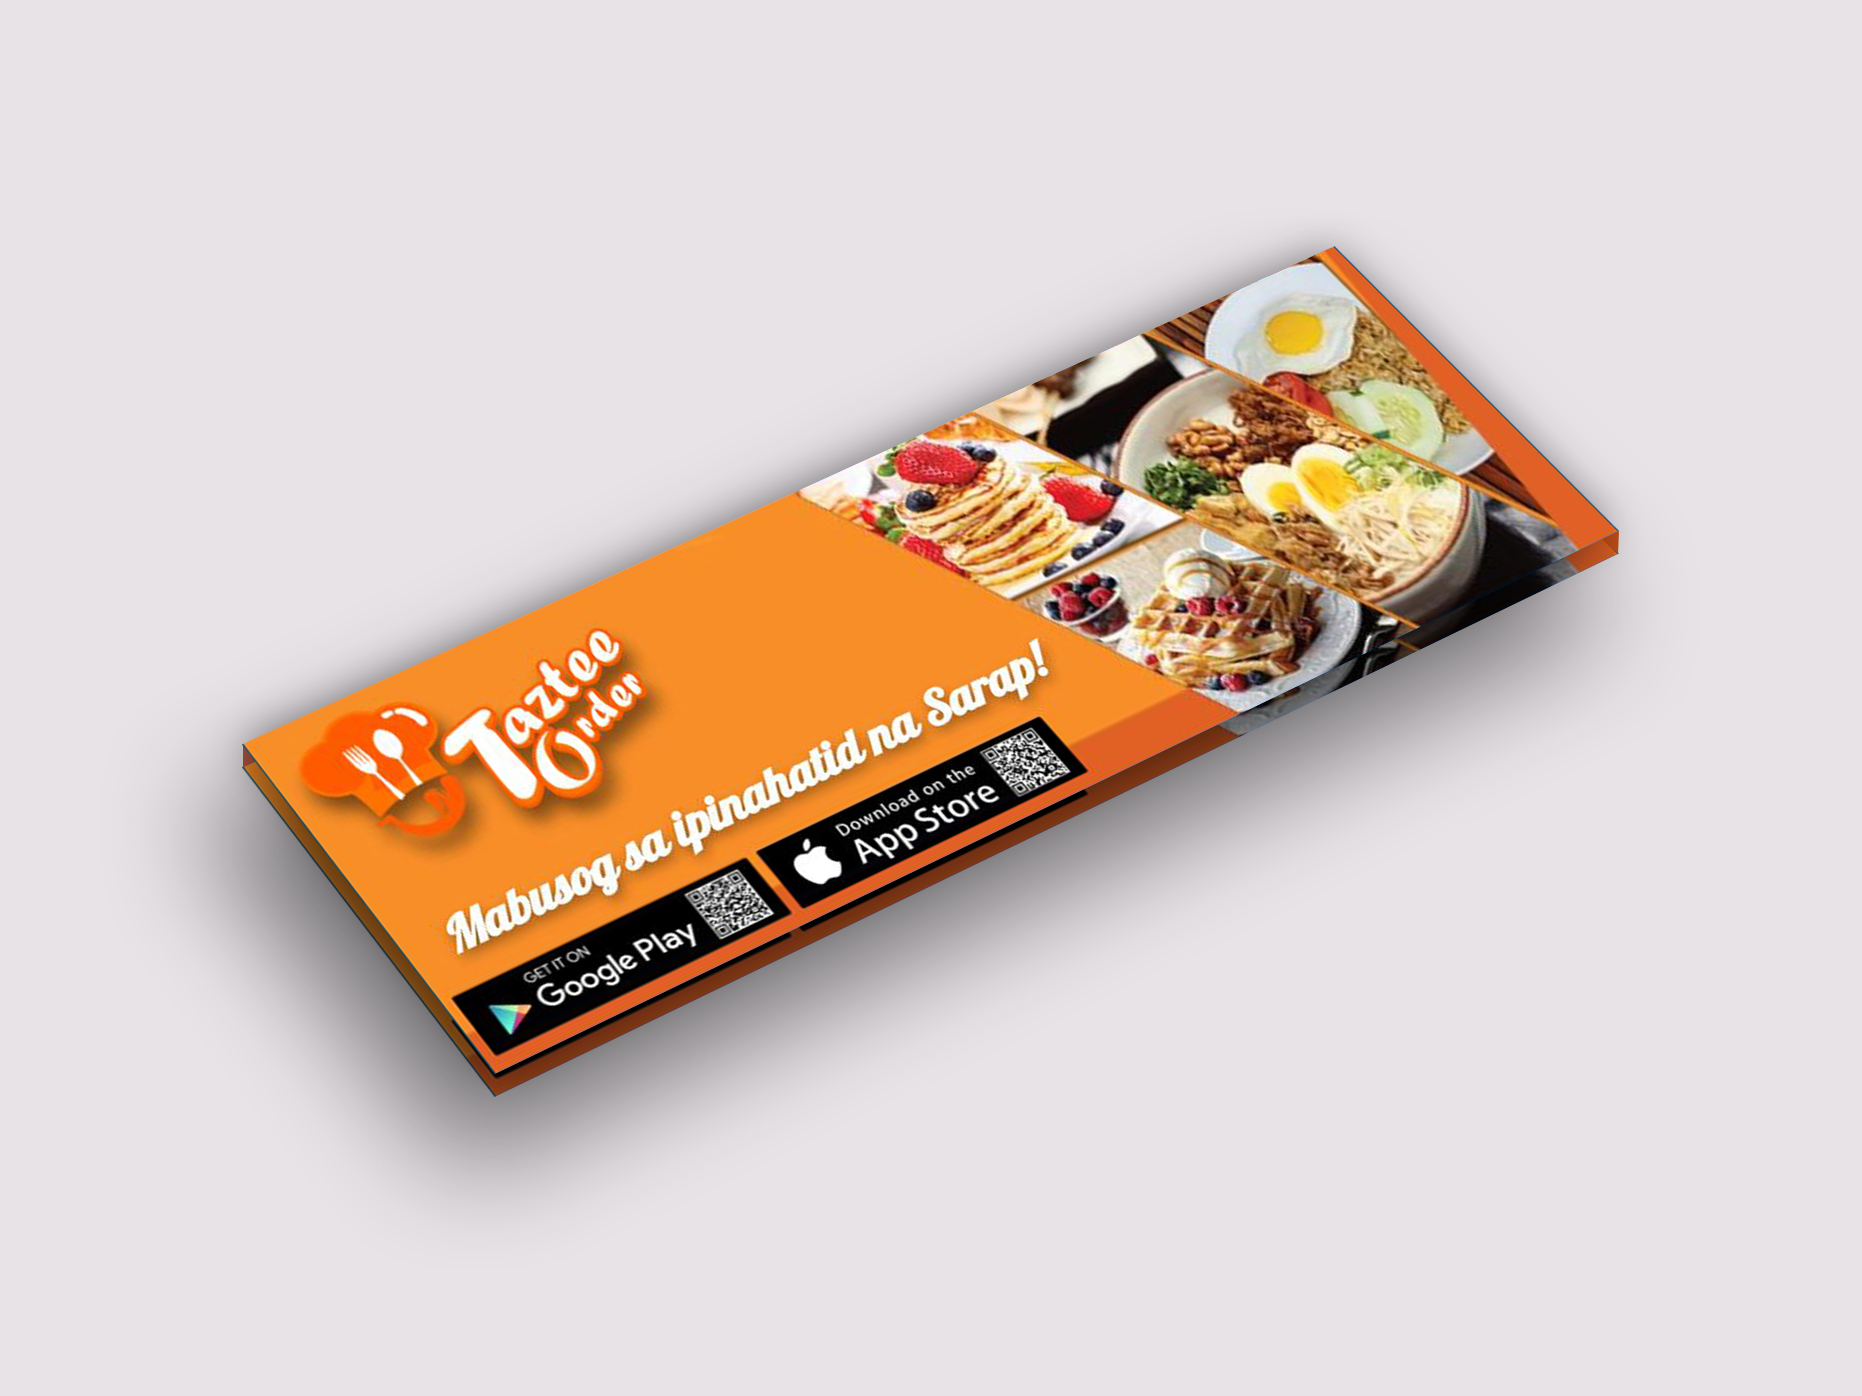 Taztee
Order
Mabusog sa ipinahatid na Sarap!
GET IT ON
Google Play
Download on the
App Store